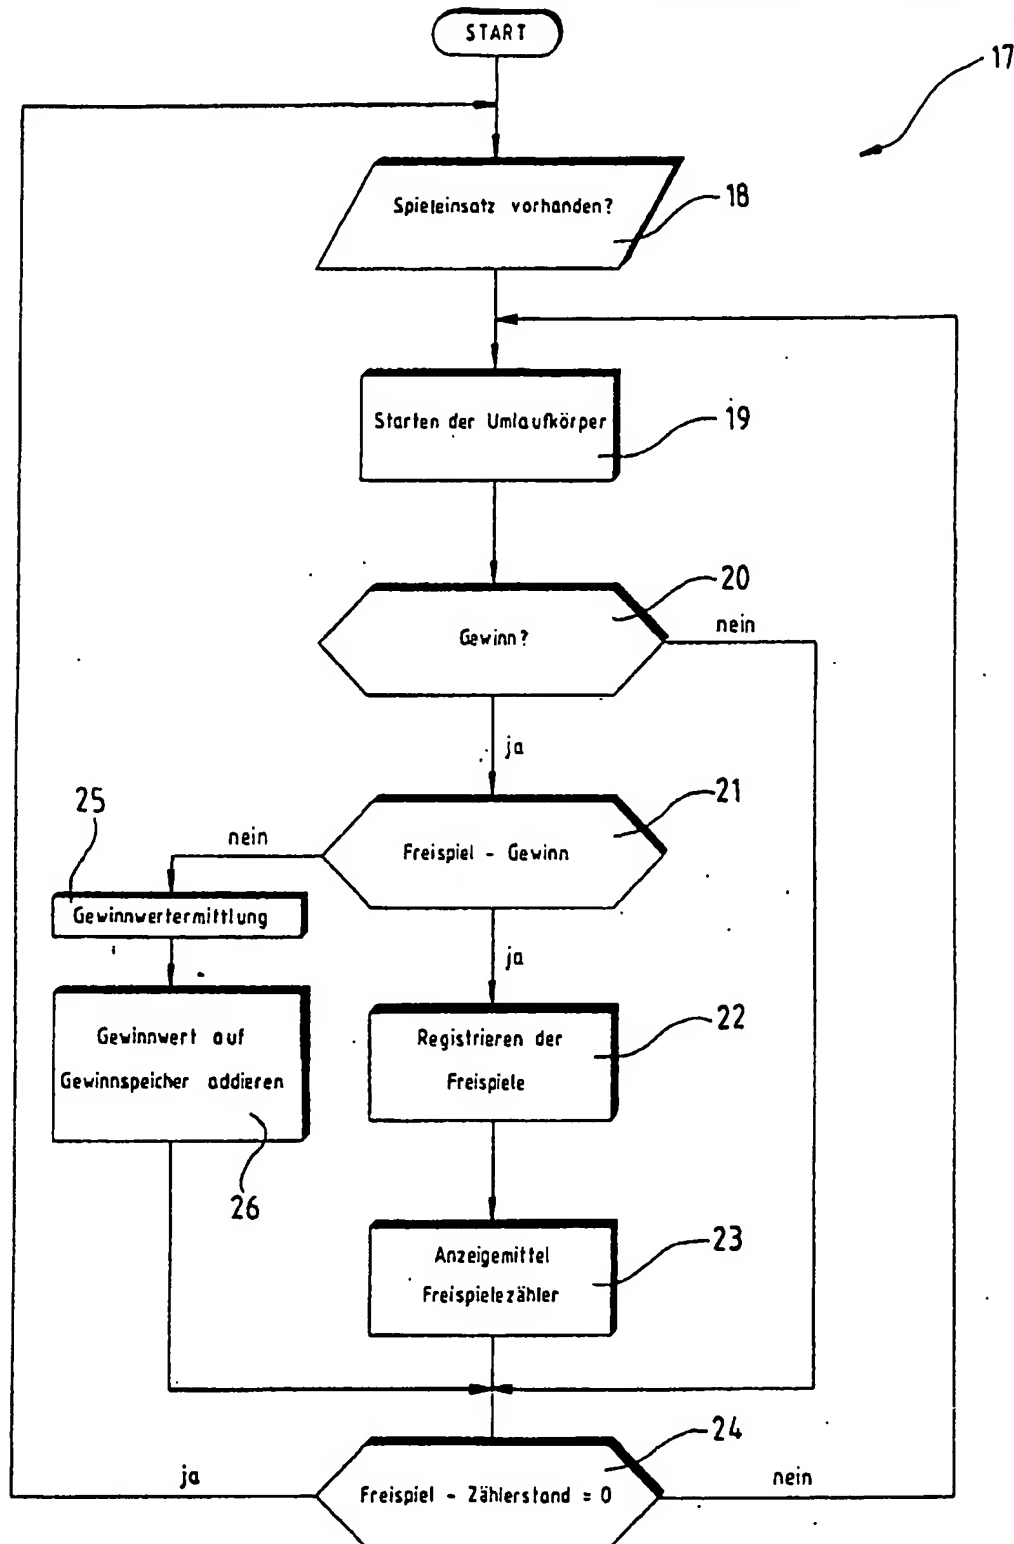 START
17
Spieleinsatz vorhanden?
18
Starten der Umlaufkörper
19
20
Gewinn?
nein
ja
21
25
nein
Freispiel - Gewinn
Gewinnwertermittlung
ja
22
Gewinnwert auf
Gewinnspeicher addieren
Registrieren der
Freispiele
26
23
Anzeigemittel
Freispielezähler
24
ja
Freispiel - Zählerstand = 0
nein